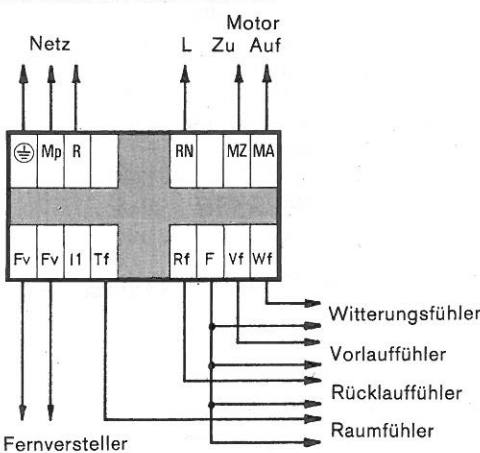 Motor
Netz L Zu Auf
Mp R RN MZ MA
Fv Fv I1 Tf Rf F Vf Wf
Witterungsfühler
Vorlauffühler
Rücklauffühler
Raumfühler
Fernversteller